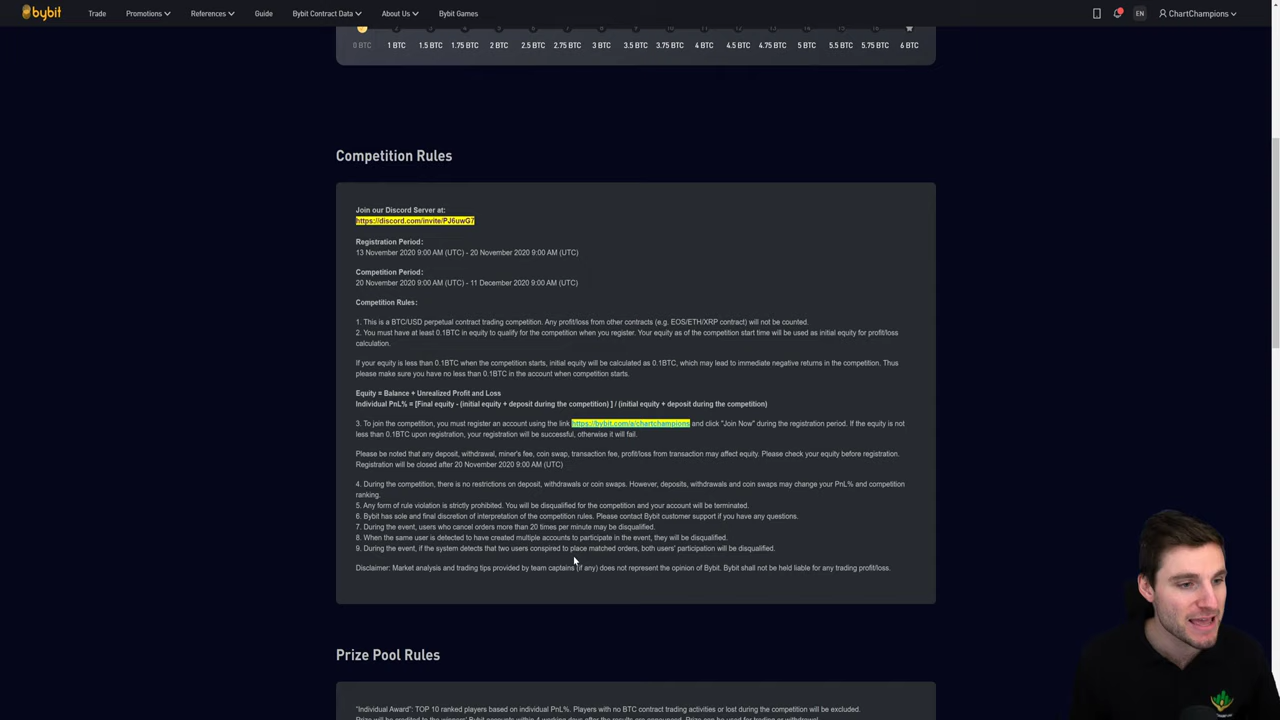 bybit Trade Promotions References Guide Bybit Contract Data About Us Bybit Games EN ChartChampions
0 BTC 1 BTC 1.5 BTC 1.75 BTC 2 BTC 2.5 BTC 2.75 BTC 3 BTC 3.5 BTC 3.75 BTC 4 BTC 4.5 BTC 4.75 BTC 5 BTC 5.5 BTC 5.75 BTC 6 BTC
Competition Rules
Join our Discord Server at:
https://discord.com/invite/PJ6uwG7
Registration Period:
13 November 2020 9:00 AM (UTC) - 20 November 2020 9:00 AM (UTC)
Competition Period:
20 November 2020 9:00 AM (UTC) - 11 December 2020 9:00 AM (UTC)
Competition Rules:
1. This is a BTC/USD perpetual contract trading competition. Any profit/loss from other contracts (e.g. EOS/ETH/XRP contract) will not be counted.
2. You must have at least 0.1BTC in equity to qualify for the competition when you register. Your equity as of the competition start time will be used as initial equity for profit/loss
calculation.
If your equity is less than 0.1BTC when the competition starts, initial equity will be calculated as 0.1BTC, which may lead to immediate negative returns in the competition. Thus
please make sure you have no less than 0.1BTC in the account when competition starts.
Equity = Balance + Unrealized Profit and Loss
Individual PnL% = [Final equity - (initial equity + deposit during the competition) ] / (initial equity + deposit during the competition)
3. To join the competition, you must register an account using the link https://bybit.com/a/chartchampions and click "Join Now" during the registration period. If the equity is not
less than 0.1BTC upon registration, your registration will be successful, otherwise it will fail.
Please be noted that any deposit, withdrawal, miner's fee, coin swap, transaction fee, profit/loss from transaction may affect equity. Please check your equity before registration.
Registration will be closed after 20 November 2020 9:00 AM (UTC)
4. During the competition, there is no restrictions on deposit, withdrawals or coin swaps. However, deposits, withdrawals and coin swaps may change your PnL% and competition
ranking.
5. Any form of rule violation is strictly prohibited. You will be disqualified for the competition and your account will be terminated.
6. Bybit has sole and final discretion of interpretation of the competition rules. Please contact Bybit customer support if you have any questions.
7. During the event, users who cancel orders more than 20 times per minute may be disqualified.
8. When the same user is detected to have created multiple accounts to participate in the event, they will be disqualified.
9. During the event, if the system detects that two users conspired to place matched orders, both users' participation will be disqualified.
Disclaimer: Market analysis and trading tips provided by team captains (if any) does not represent the opinion of Bybit. Bybit shall not be held liable for any trading profit/loss.
Prize Pool Rules
"Individual Award": TOP 10 ranked players based on individual PnL%. Players with no BTC contract trading activities or lost during the competition will be excluded.